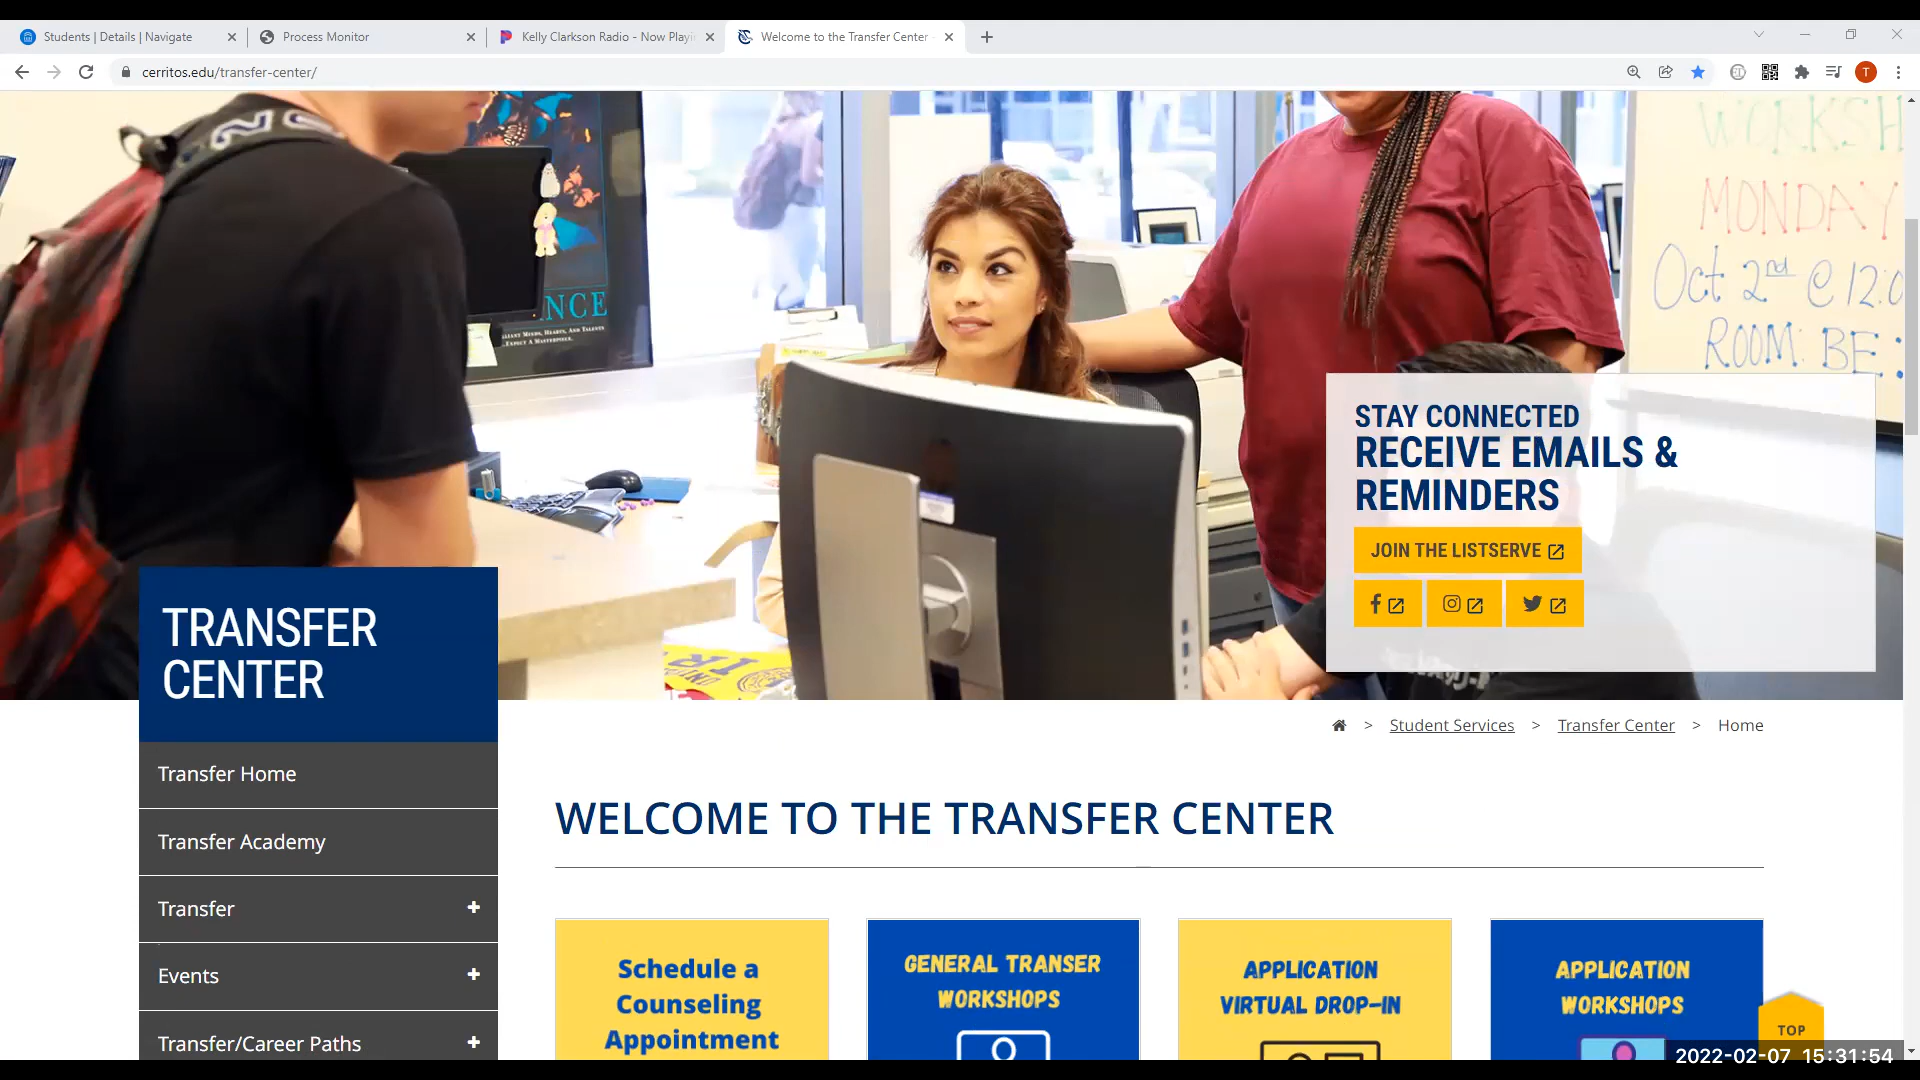 Students | Details | Navigate
Process Monitor
Kelly Clarkson Radio - Now Playi
Welcome to the Transfer Center
cerritos.edu/transfer-center/
T
WORKSH
MONDAY
Oct 2nd @ 12:0
ROOM: BE:
NCE
EXPECT A MASTERPIECE.
STAY CONNECTED
RECEIVE EMAILS &
REMINDERS
JOIN THE LISTSERVE
TRANSFER
CENTER
Student Services > Transfer Center > Home
Transfer Home
Transfer Academy
Transfer +
Events +
Transfer/Career Paths +
WELCOME TO THE TRANSFER CENTER
Schedule a
Counseling
Appointment
GENERAL TRANSER
WORKSHOPS
APPLICATION
VIRTUAL DROP-IN
APPLICATION
WORKSHOPS
TOP
2022-02-07 15:31:54